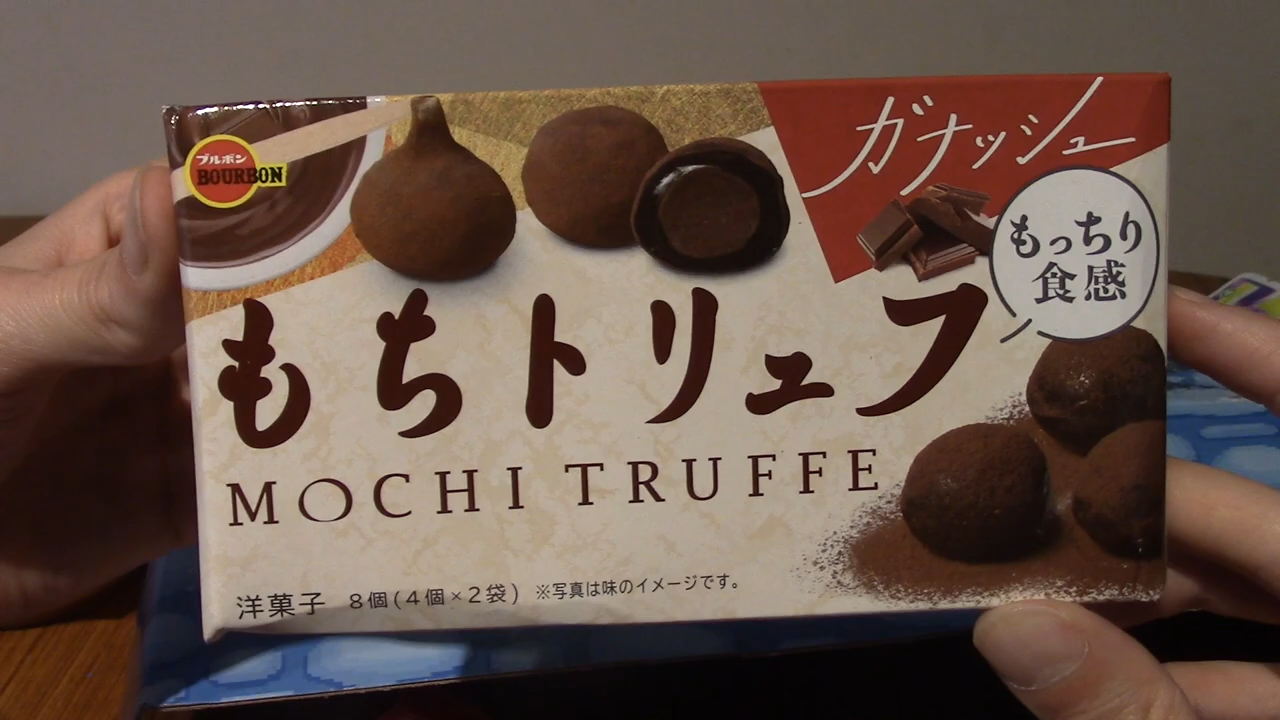 ブルボン
BOURBON
ガナッシュ
もっちり
食感
もちトリュフ
MOCHI TRUFFE
洋菓子 8個(4個×2袋) ※写真は味のイメージです。